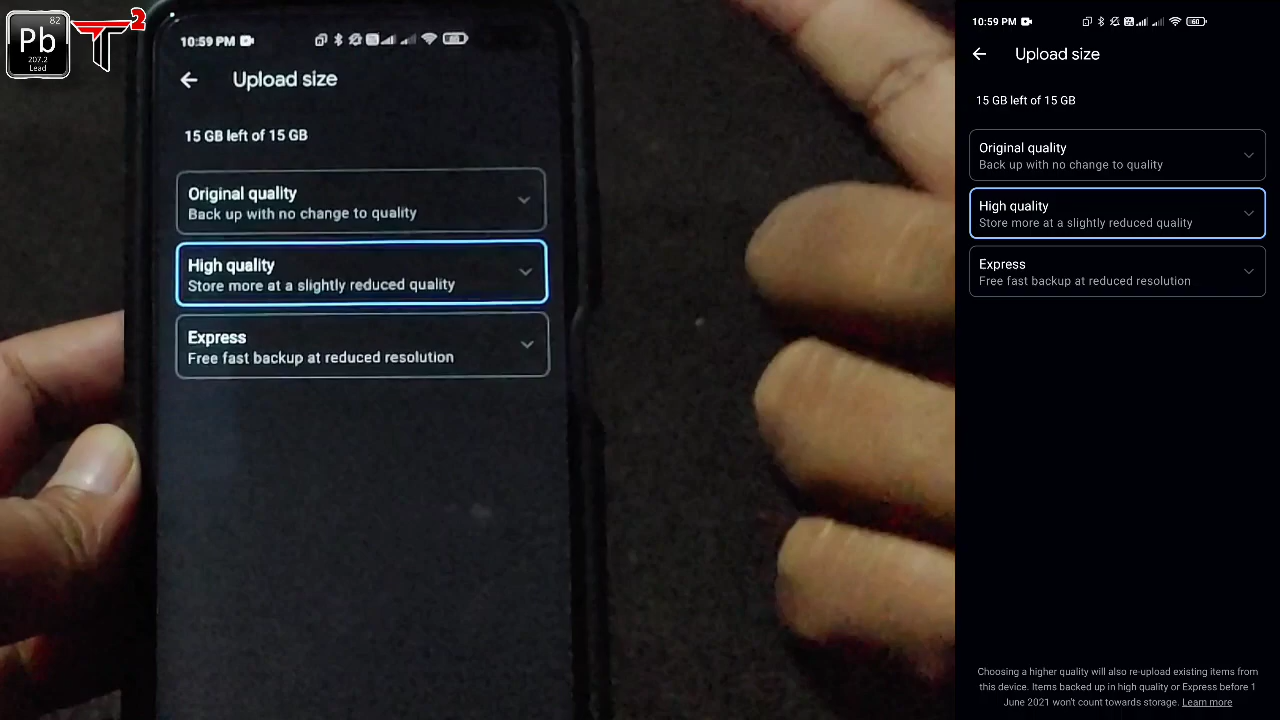 82
Pb
207.2
Lead
T2
10:59 PM
60
Upload size
15 GB left of 15 GB
Original quality
Back up with no change to quality
High quality
Store more at a slightly reduced quality
Express
Free fast backup at reduced resolution
10:59 PM
60
Upload size
15 GB left of 15 GB
Original quality
Back up with no change to quality
High quality
Store more at a slightly reduced quality
Express
Free fast backup at reduced resolution
Choosing a higher quality will also re-upload existing items from
this device. Items backed up in high quality or Express before 1
June 2021 won't count towards storage. Learn more